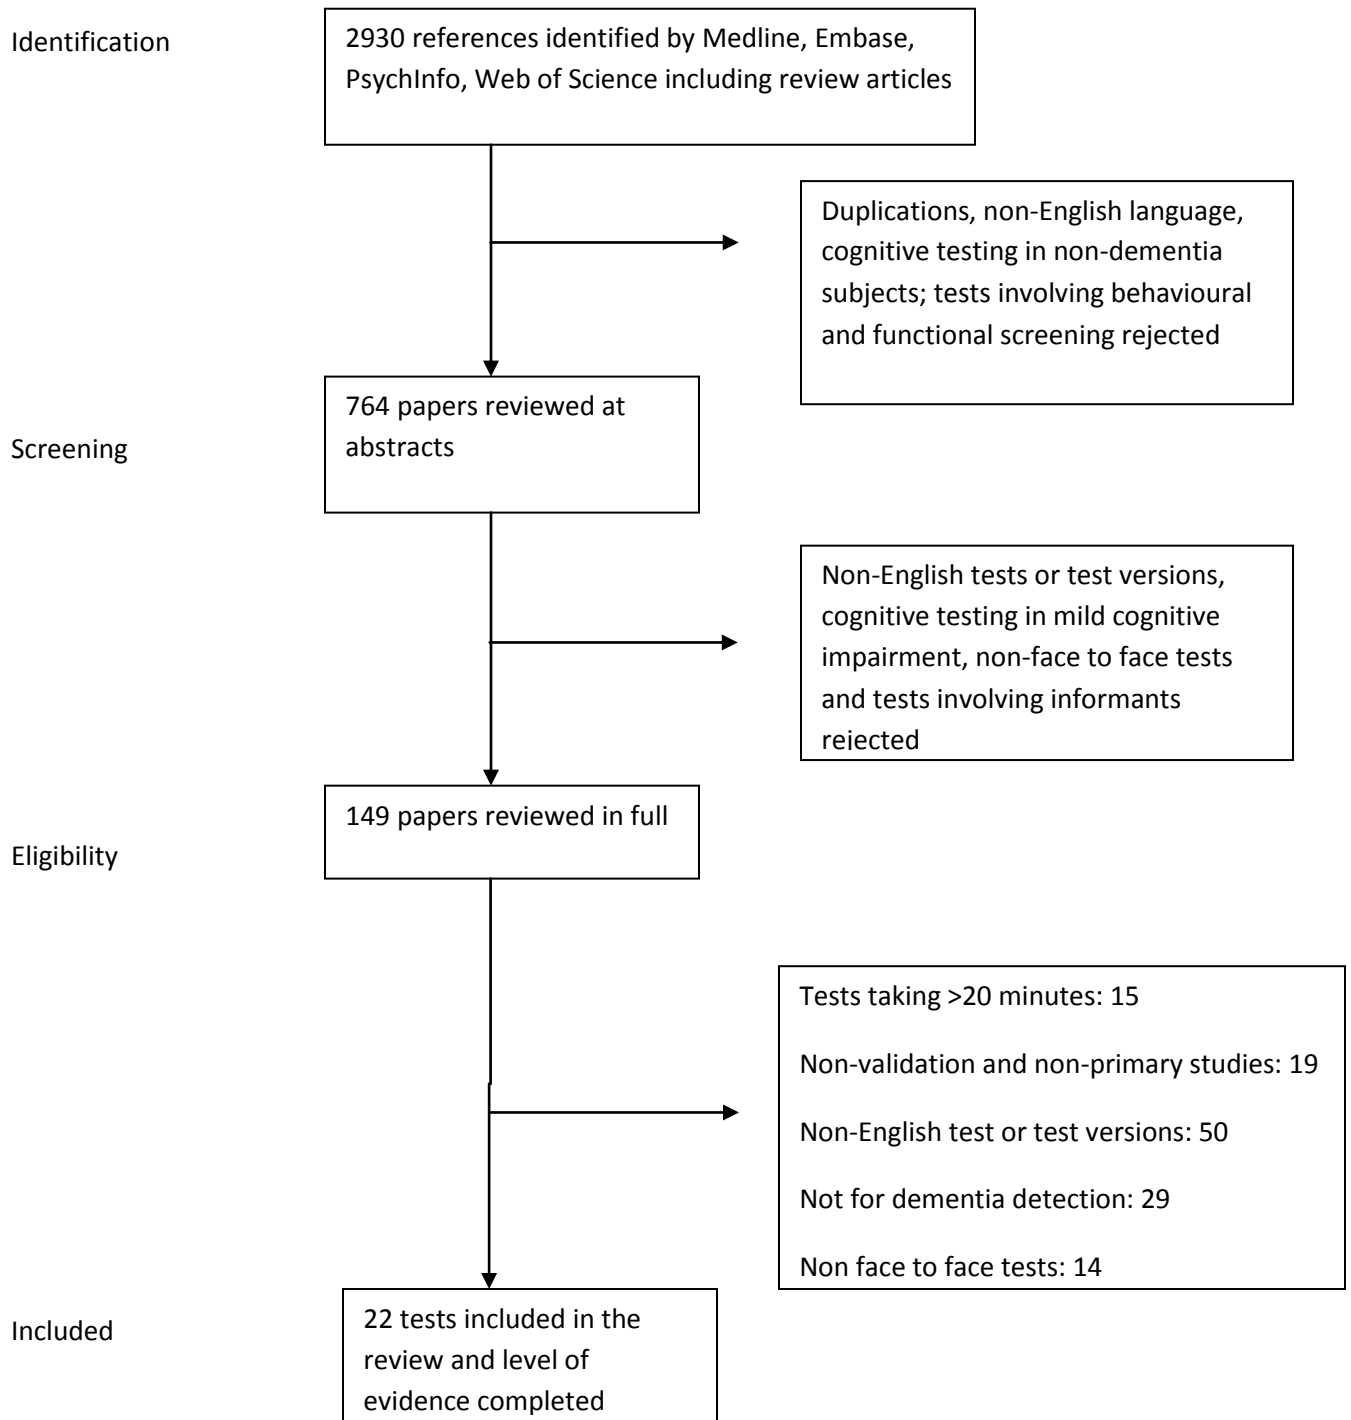 Identification
2930 references identified by Medline, Embase,
PsychInfo, Web of Science including review articles
Duplications, non-English language,
cognitive testing in non-dementia
subjects; tests involving behavioural
and functional screening rejected
764 papers reviewed at
abstracts
Screening
Non-English tests or test versions,
cognitive testing in mild cognitive
impairment, non-face to face tests
and tests involving informants
rejected
149 papers reviewed in full
Eligibility
Tests taking >20 minutes: 15
Non-validation and non-primary studies: 19
Non-English test or test versions: 50
Not for dementia detection: 29
Non face to face tests: 14
22 tests included in the
review and level of
evidence completed
Included